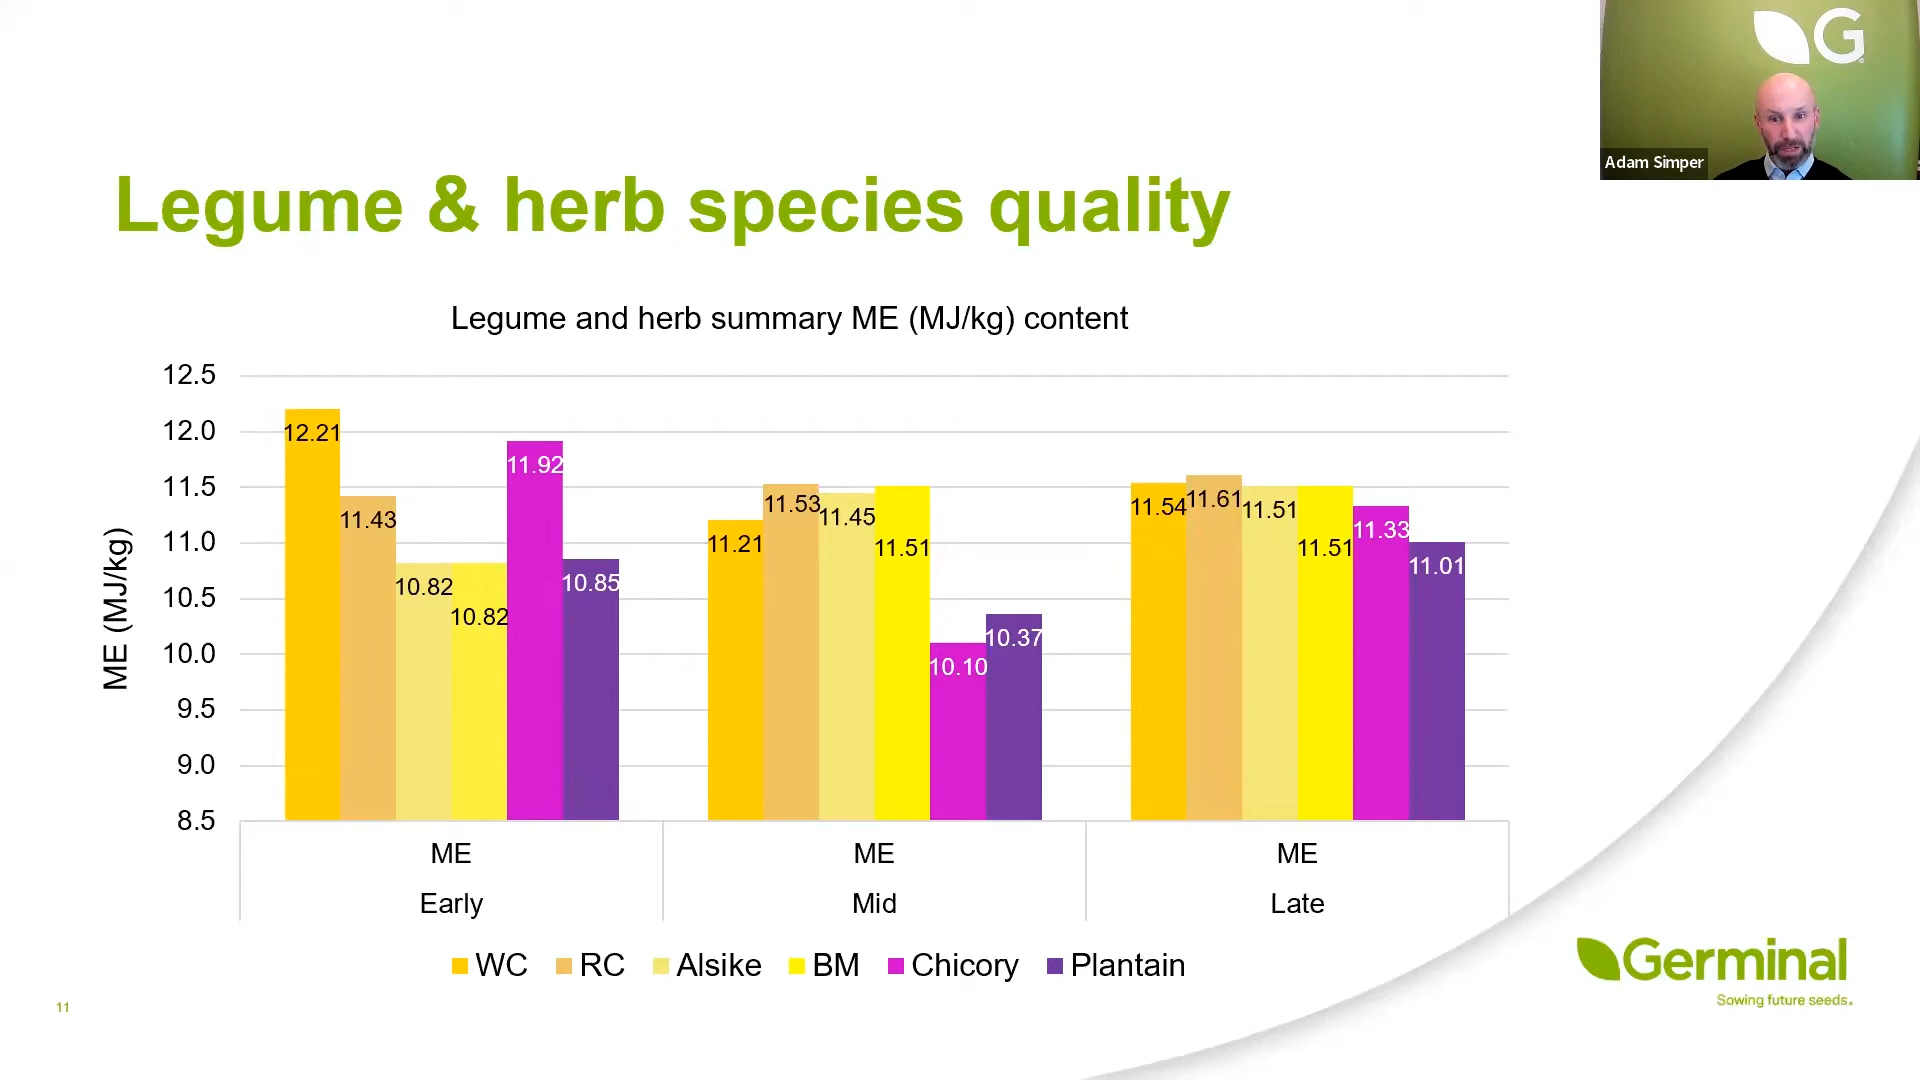 G
Adam Simper
Legume & herb species quality
Legume and herb summary ME (MJ/kg) content
ME (MJ/kg)
12.5
12.0
11.5
11.0
10.5
10.0
9.5
9.0
8.5
12.21
11.43
10.82
10.82
11.92
10.85
11.21
11.53
11.45
11.51
10.10
10.37
11.54
11.61
11.51
11.51
11.33
11.01
ME ME ME
Early Mid Late
WC RC Alsike BM Chicory Plantain
Germinal
Sowing future seeds.
11